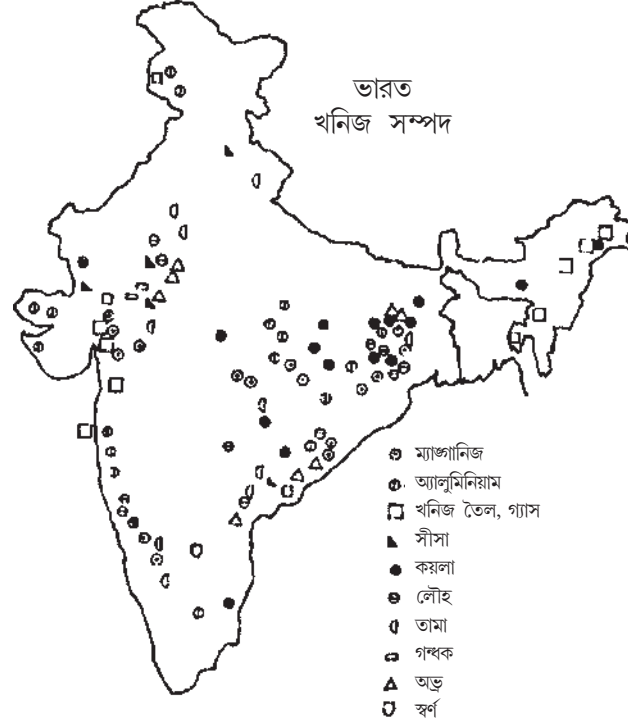 ভারত
খনিজ সম্পদ
ম্যাঙ্গানিজ
অ্যালুমিনিয়াম
খনিজ তৈল, গ্যাস
সীসা
কয়লা
লৌহ
তামা
গন্ধক
অভ্র
স্বর্ণ